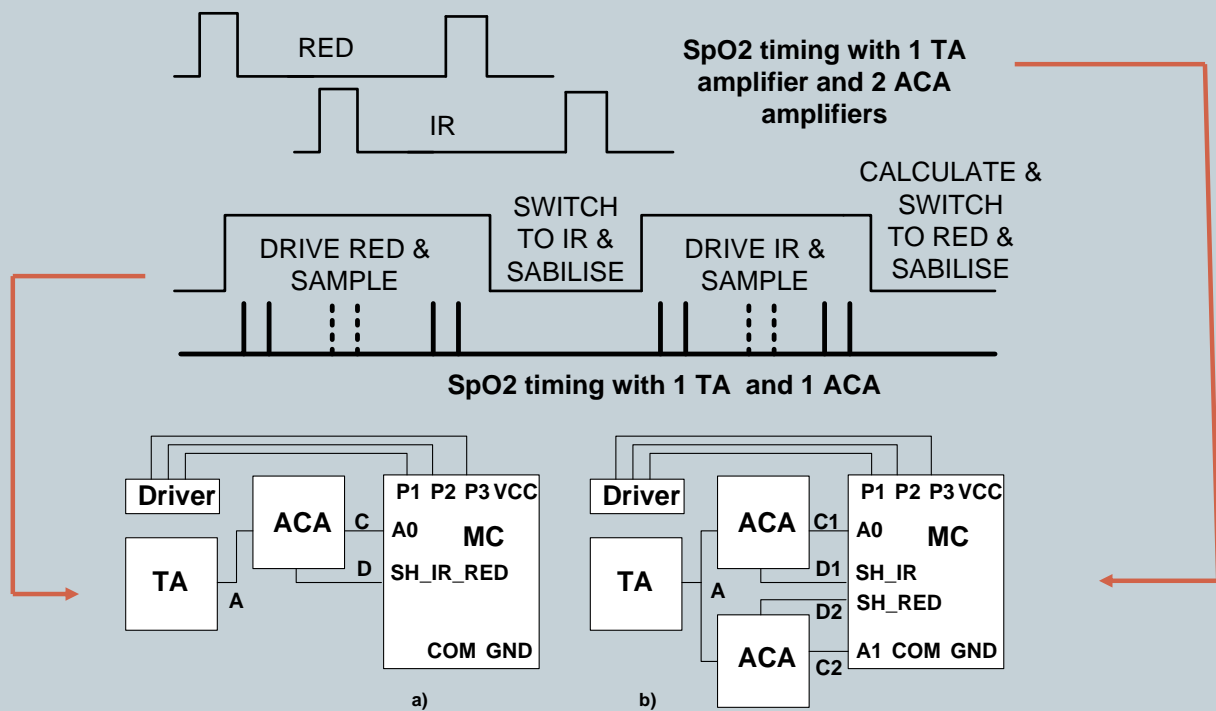 RED
IR
SpO2 timing with 1 TA
amplifier and 2 ACA
amplifiers
DRIVE RED &
SAMPLE
SWITCH
TO IR &
SABILISE
DRIVE IR &
SAMPLE
CALCULATE &
SWITCH
TO RED &
SABILISE
SpO2 timing with 1 TA and 1 ACA
Driver
TA
A
ACA
C
D
P1 P2 P3 VCC
A0
MC
SH_IR_RED
COM GND
a)
Driver
TA
A
ACA
C1
D1
ACA
D2
C2
P1 P2 P3 VCC
A0
MC
SH_IR
SH_RED
A1 COM GND
b)